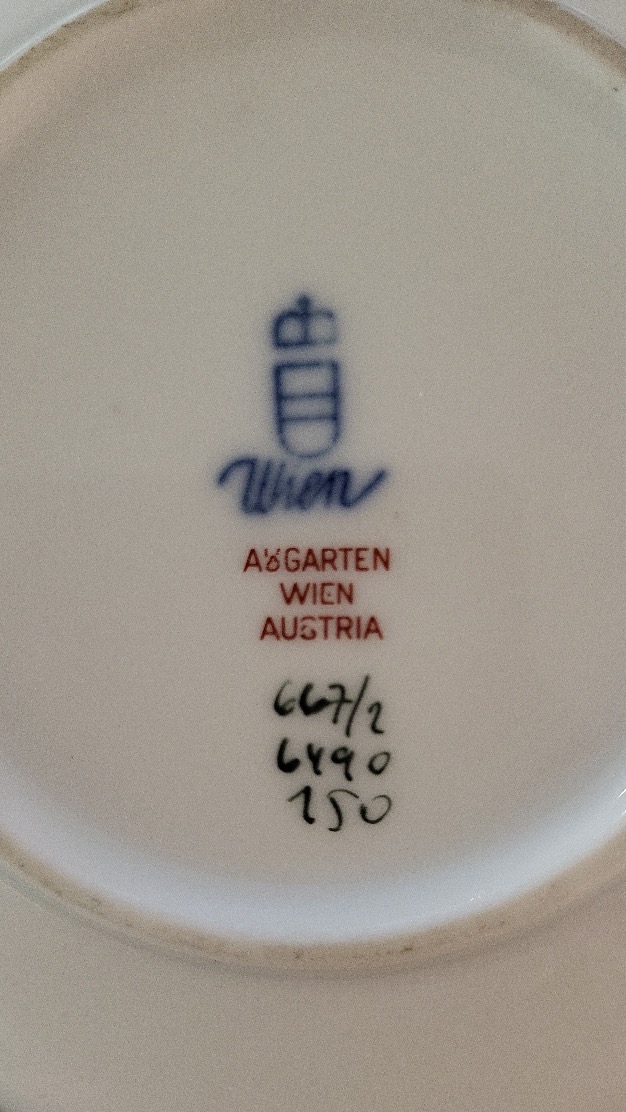 Wien
AUGARTEN
WIEN
AUSTRIA
667/2
6490
150